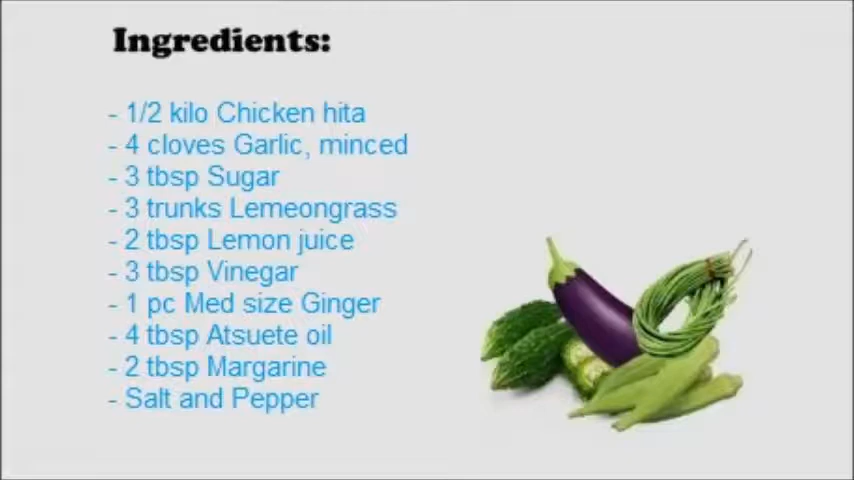 Ingredients:
- 1/2 kilo Chicken hita
- 4 cloves Garlic, minced
- 3 tbsp Sugar
- 3 trunks Lemeongrass
- 2 tbsp Lemon juice
- 3 tbsp Vinegar
- 1 pc Med size Ginger
- 4 tbsp Atsuete oil
- 2 tbsp Margarine
- Salt and Pepper